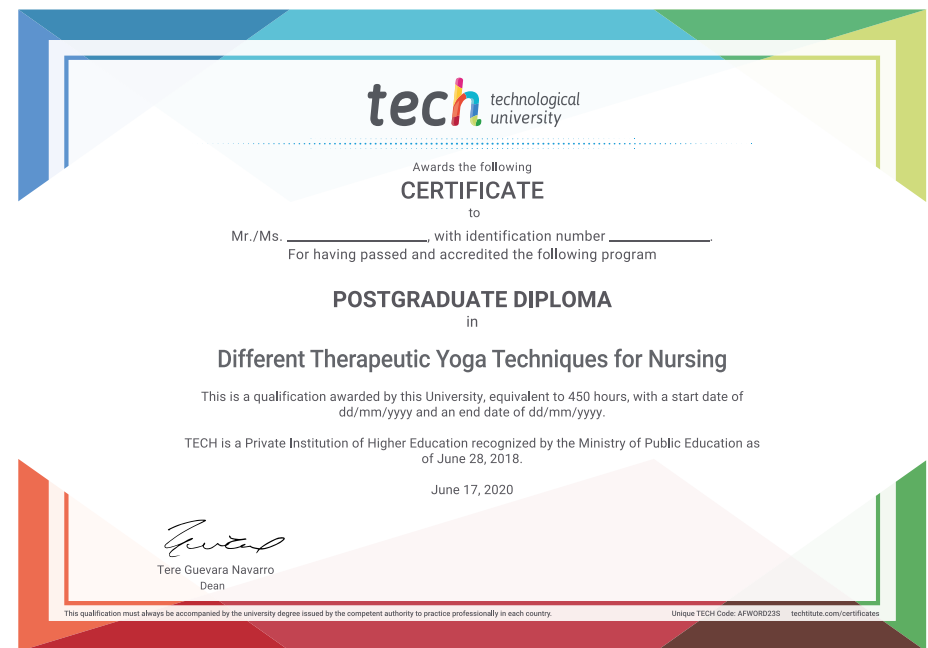 tech technological
university
Awards the following
CERTIFICATE
to
Mr./Ms. ____________________, with identification number ______________.
For having passed and accredited the following program
POSTGRADUATE DIPLOMA
in
Different Therapeutic Yoga Techniques for Nursing
This is a qualification awarded by this University, equivalent to 450 hours, with a start date of
dd/mm/yyyy and an end date of dd/mm/yyyy.
TECH is a Private Institution of Higher Education recognized by the Ministry of Public Education as
of June 28, 2018.
June 17, 2020
Tere Guevara Navarro
Dean
This qualification must always be accompanied by the university degree issued by the competent authority to practice professionally in each country. Unique TECH Code: AFWORD23S techtitute.com/certificates